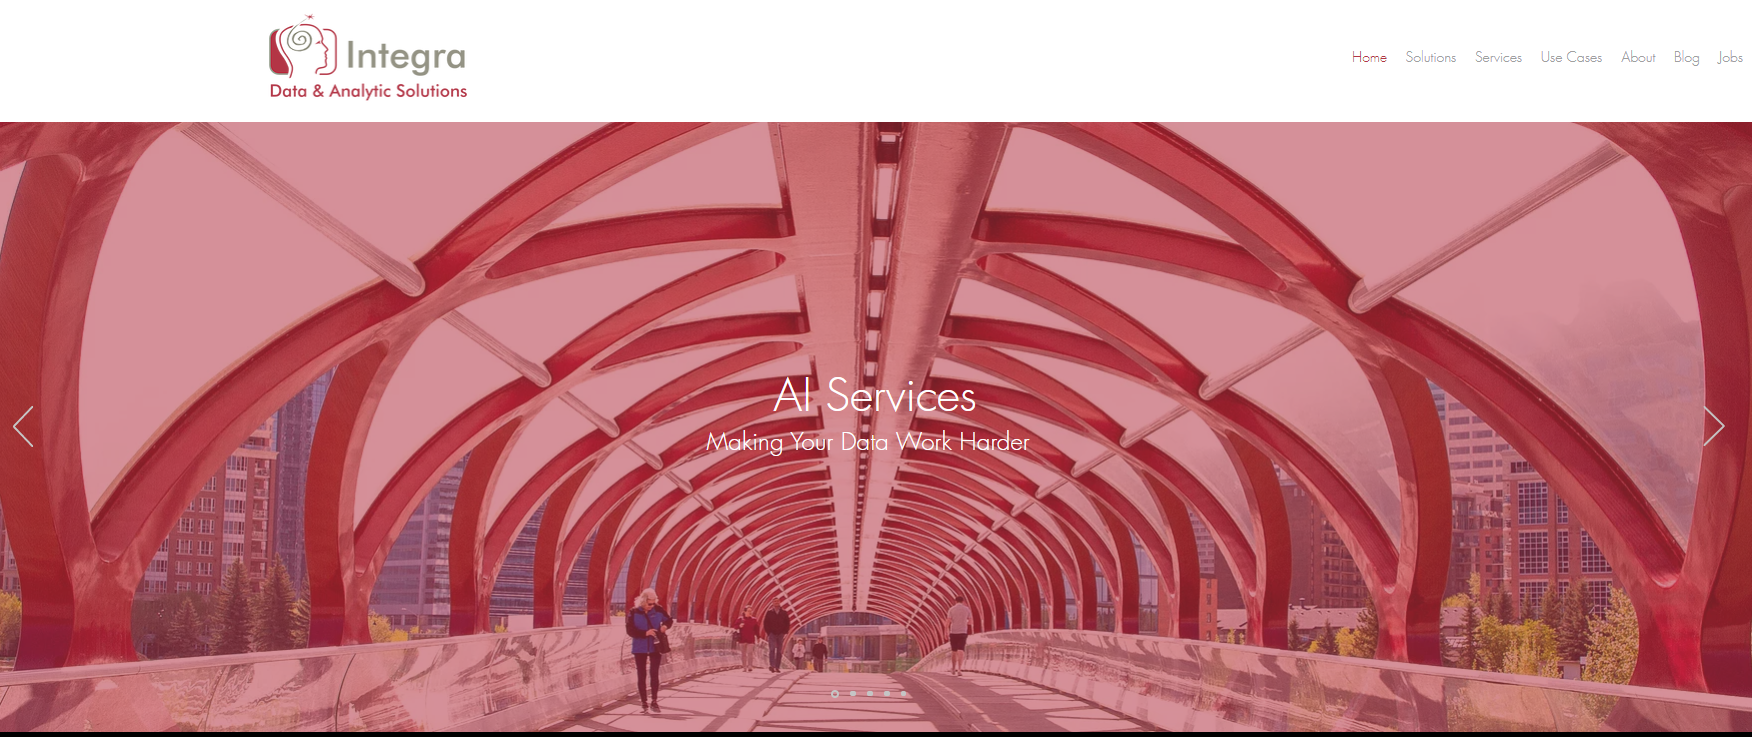 Integra
Data & Analytic Solutions
Home Solutions Services Use Cases About Blog Jobs
AI Services
Making Your Data Work Harder